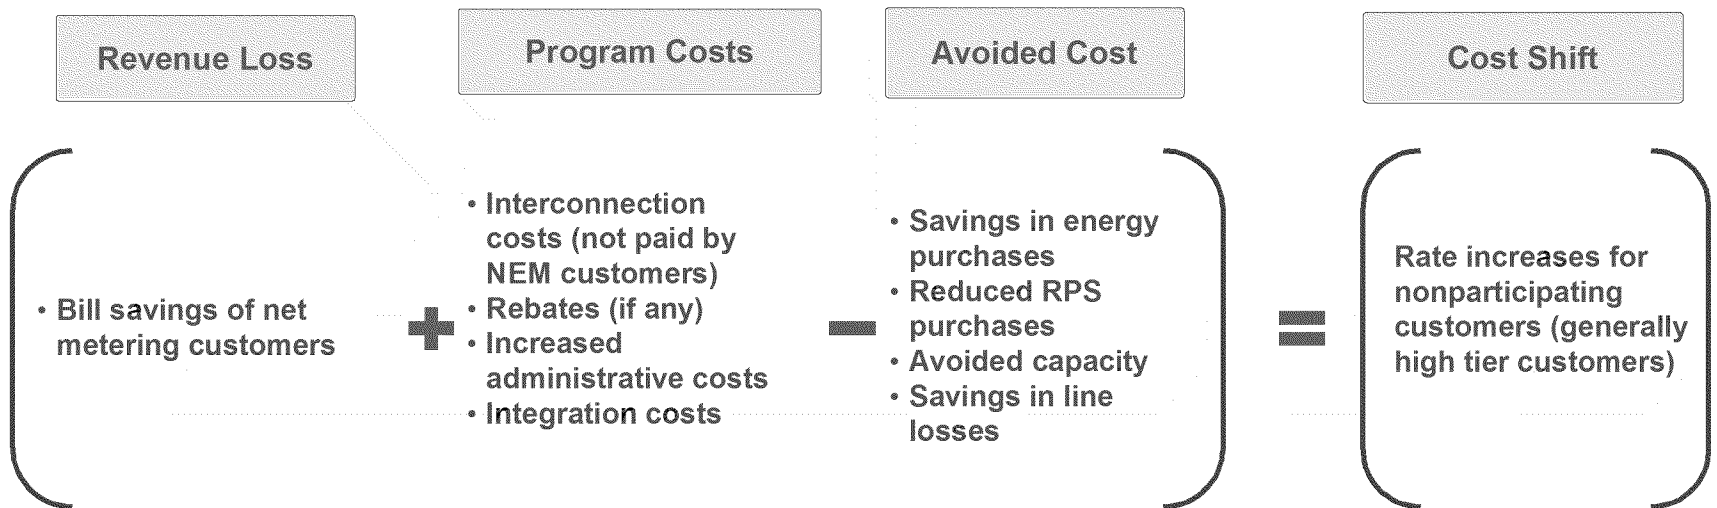 Revenue Loss
Program Costs
Avoided Cost
Cost Shift
• Bill savings of net
metering customers
+
• Interconnection
costs (not paid by
NEM customers)
• Rebates (if any)
• Increased
administrative costs
• Integration costs
–
• Savings in energy
purchases
• Reduced RPS
purchases
• Avoided capacity
• Savings in line
losses
=
Rate increases for
nonparticipating
customers (generally
high tier customers)